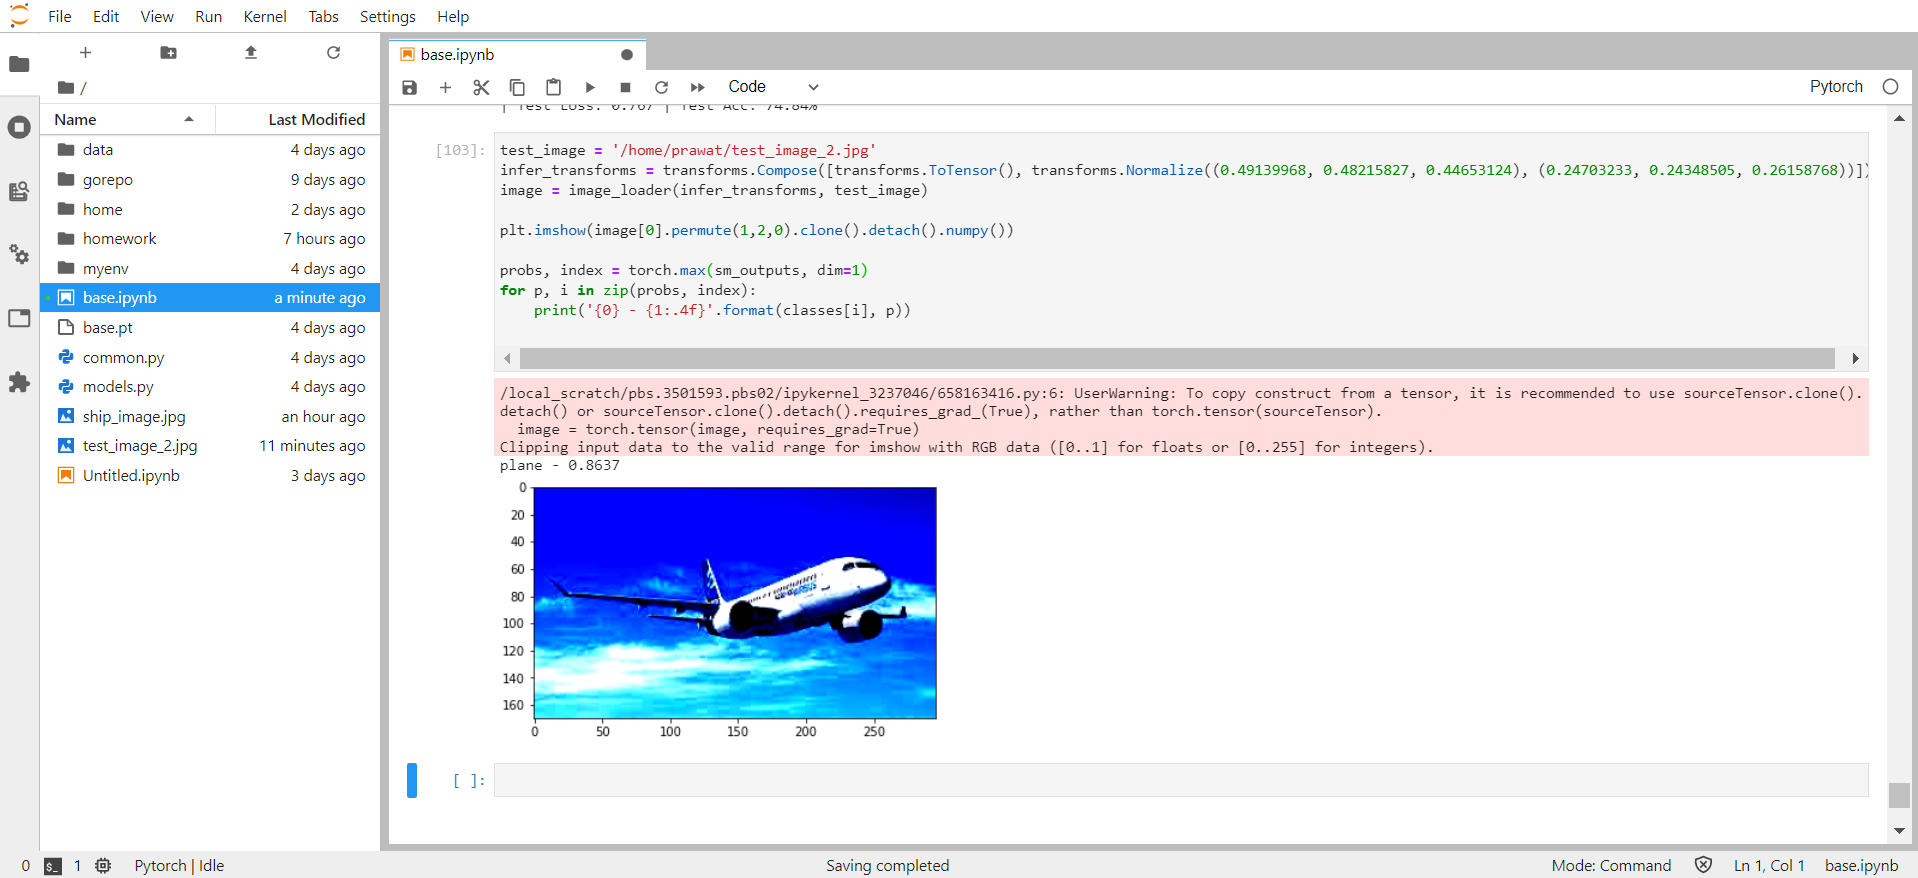 File Edit View Run Kernel Tabs Settings Help
/
Name Last Modified
data 4 days ago
gorepo 9 days ago
home 2 days ago
homework 7 hours ago
myenv 4 days ago
base.ipynb a minute ago
base.pt 4 days ago
common.py 4 days ago
models.py 4 days ago
ship_image.jpg an hour ago
test_image_2.jpg 11 minutes ago
Untitled.ipynb 3 days ago
base.ipynb
Code
Pytorch
| Test Loss: 0.767 | Test Acc: 74.84%
[103]:
test_image = '/home/prawat/test_image_2.jpg'
infer_transforms = transforms.Compose([transforms.ToTensor(), transforms.Normalize((0.49139968, 0.48215827, 0.44653124), (0.24703233, 0.24348505, 0.26158768))])
image = image_loader(infer_transforms, test_image)
plt.imshow(image[0].permute(1,2,0).clone().detach().numpy())
probs, index = torch.max(sm_outputs, dim=1)
for p, i in zip(probs, index):
    print('{0} - {1:.4f}'.format(classes[i], p))
/local_scratch/pbs.3501593.pbs02/ipykernel_3237046/658163416.py:6: UserWarning: To copy construct from a tensor, it is recommended to use sourceTensor.clone().
detach() or sourceTensor.clone().detach().requires_grad_(True), rather than torch.tensor(sourceTensor).
  image = torch.tensor(image, requires_grad=True)
Clipping input data to the valid range for imshow with RGB data ([0..1] for floats or [0..255] for integers).
plane - 0.8637
0
20
40
60
80
100
120
140
160
0 50 100 150 200 250
[ ]:
0 $_ 1 Pytorch | Idle Saving completed Mode: Command Ln 1, Col 1 base.ipynb